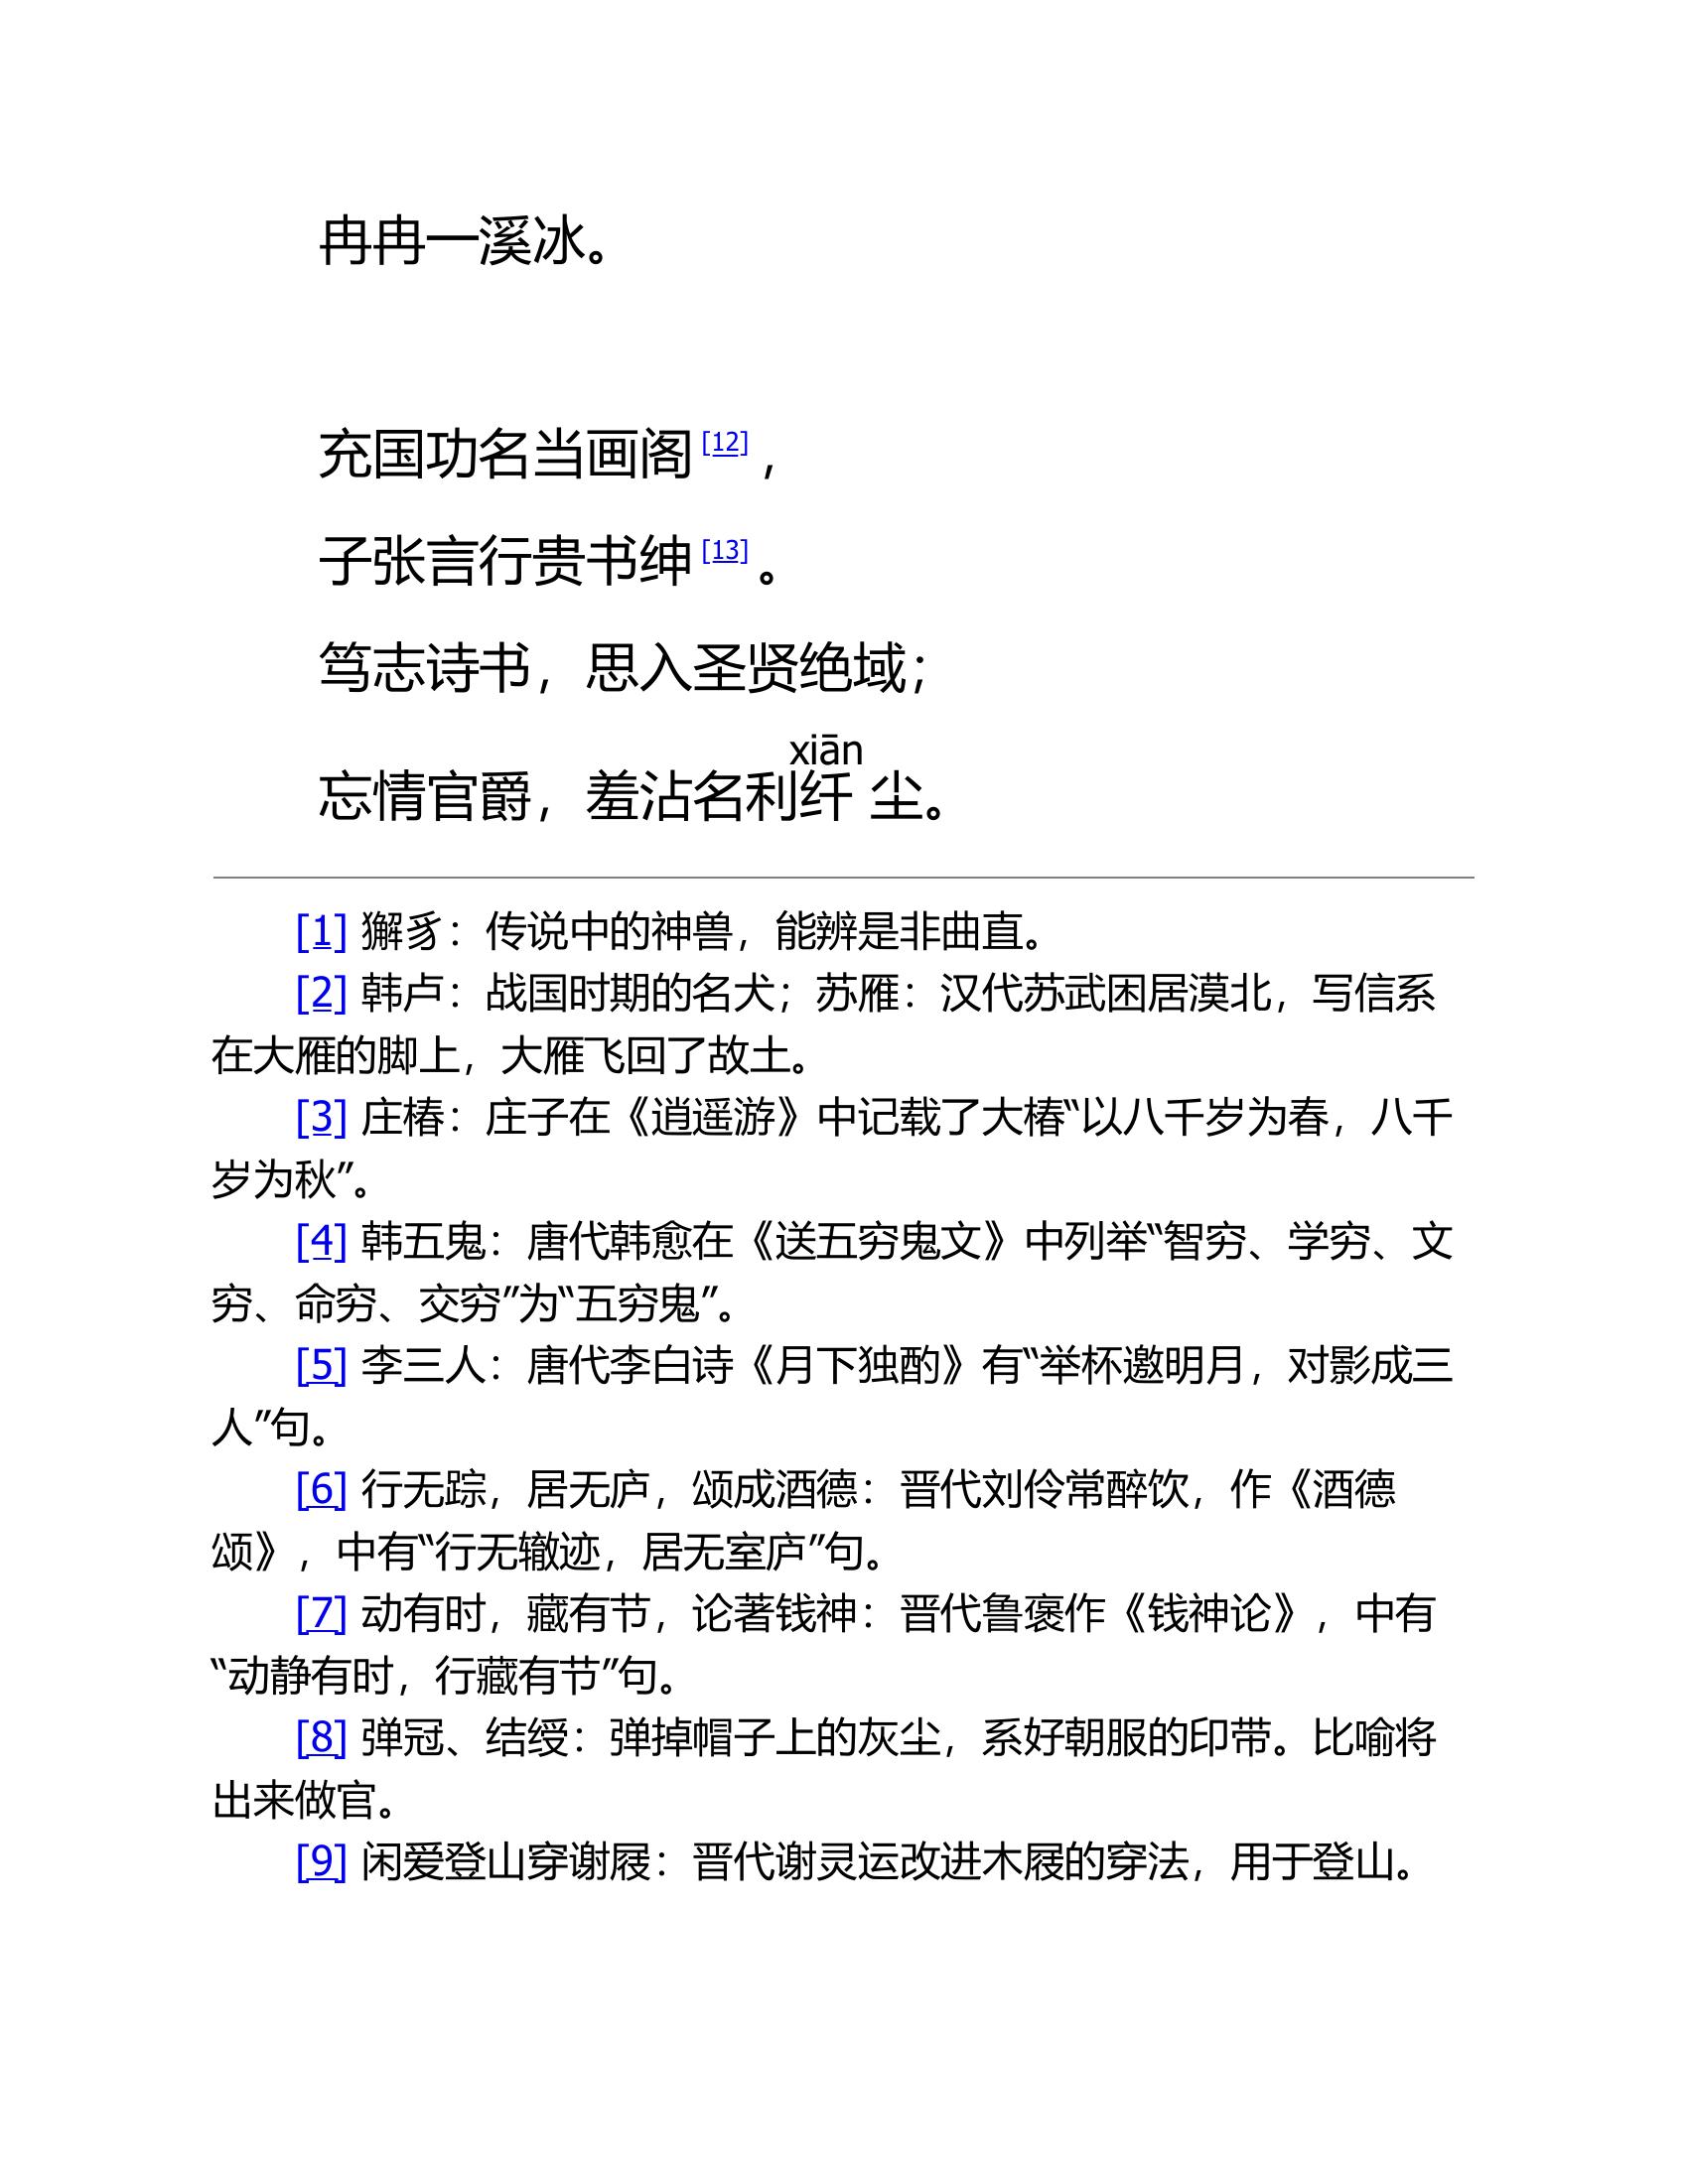 冉冉一溪冰。
充国功名当画阁[12]，
子张言行贵书绅[13]。
笃志诗书，思入圣贤绝域；
xiān
忘情官爵，羞沾名利纤 尘。
[1] 獬豸：传说中的神兽，能辨是非曲直。
[2] 韩卢：战国时期的名犬；苏雁：汉代苏武困居漠北，写信系
在大雁的脚上，大雁飞回了故土。
[3] 庄椿：庄子在《逍遥游》中记载了大椿“以八千岁为春，八千
岁为秋”。
[4] 韩五鬼：唐代韩愈在《送五穷鬼文》中列举“智穷、学穷、文
穷、命穷、交穷”为“五穷鬼”。
[5] 李三人：唐代李白诗《月下独酌》有“举杯邀明月，对影成三
人”句。
[6] 行无踪，居无庐，颂成酒德：晋代刘伶常醉饮，作《酒德
颂》，中有“行无辙迹，居无室庐”句。
[7] 动有时，藏有节，论著钱神：晋代鲁褒作《钱神论》，中有
“动静有时，行藏有节”句。
[8] 弹冠、结绶：弹掉帽子上的灰尘，系好朝服的印带。比喻将
出来做官。
[9] 闲爱登山穿谢屐：晋代谢灵运改进木屐的穿法，用于登山。